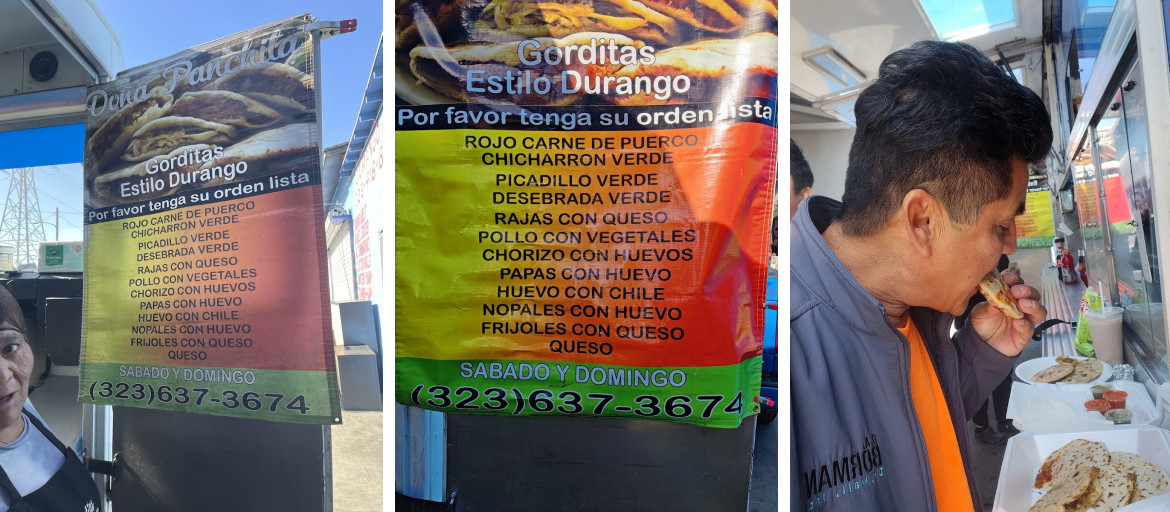 Doña Panchita
Gorditas
Estilo Durango
Por favor tenga su orden lista
ROJO CARNE DE PUERCO
CHICHARRON VERDE
PICADILLO VERDE
DESEBRADA VERDE
RAJAS CON QUESO
POLLO CON VEGETALES
CHORIZO CON HUEVOS
PAPAS CON HUEVO
HUEVO CON CHILE
NOPALES CON HUEVO
FRIJOLES CON QUESO
QUESO
SABADO Y DOMINGO
(323)637-3674
Gorditas
Estilo Durango
Por favor tenga su orden lista
ROJO CARNE DE PUERCO
CHICHARRON VERDE
PICADILLO VERDE
DESEBRADA VERDE
RAJAS CON QUESO
POLLO CON VEGETALES
CHORIZO CON HUEVOS
PAPAS CON HUEVO
HUEVO CON CHILE
NOPALES CON HUEVO
FRIJOLES CON QUESO
QUESO
SABADO Y DOMINGO
(323)637-3674
BORMAN